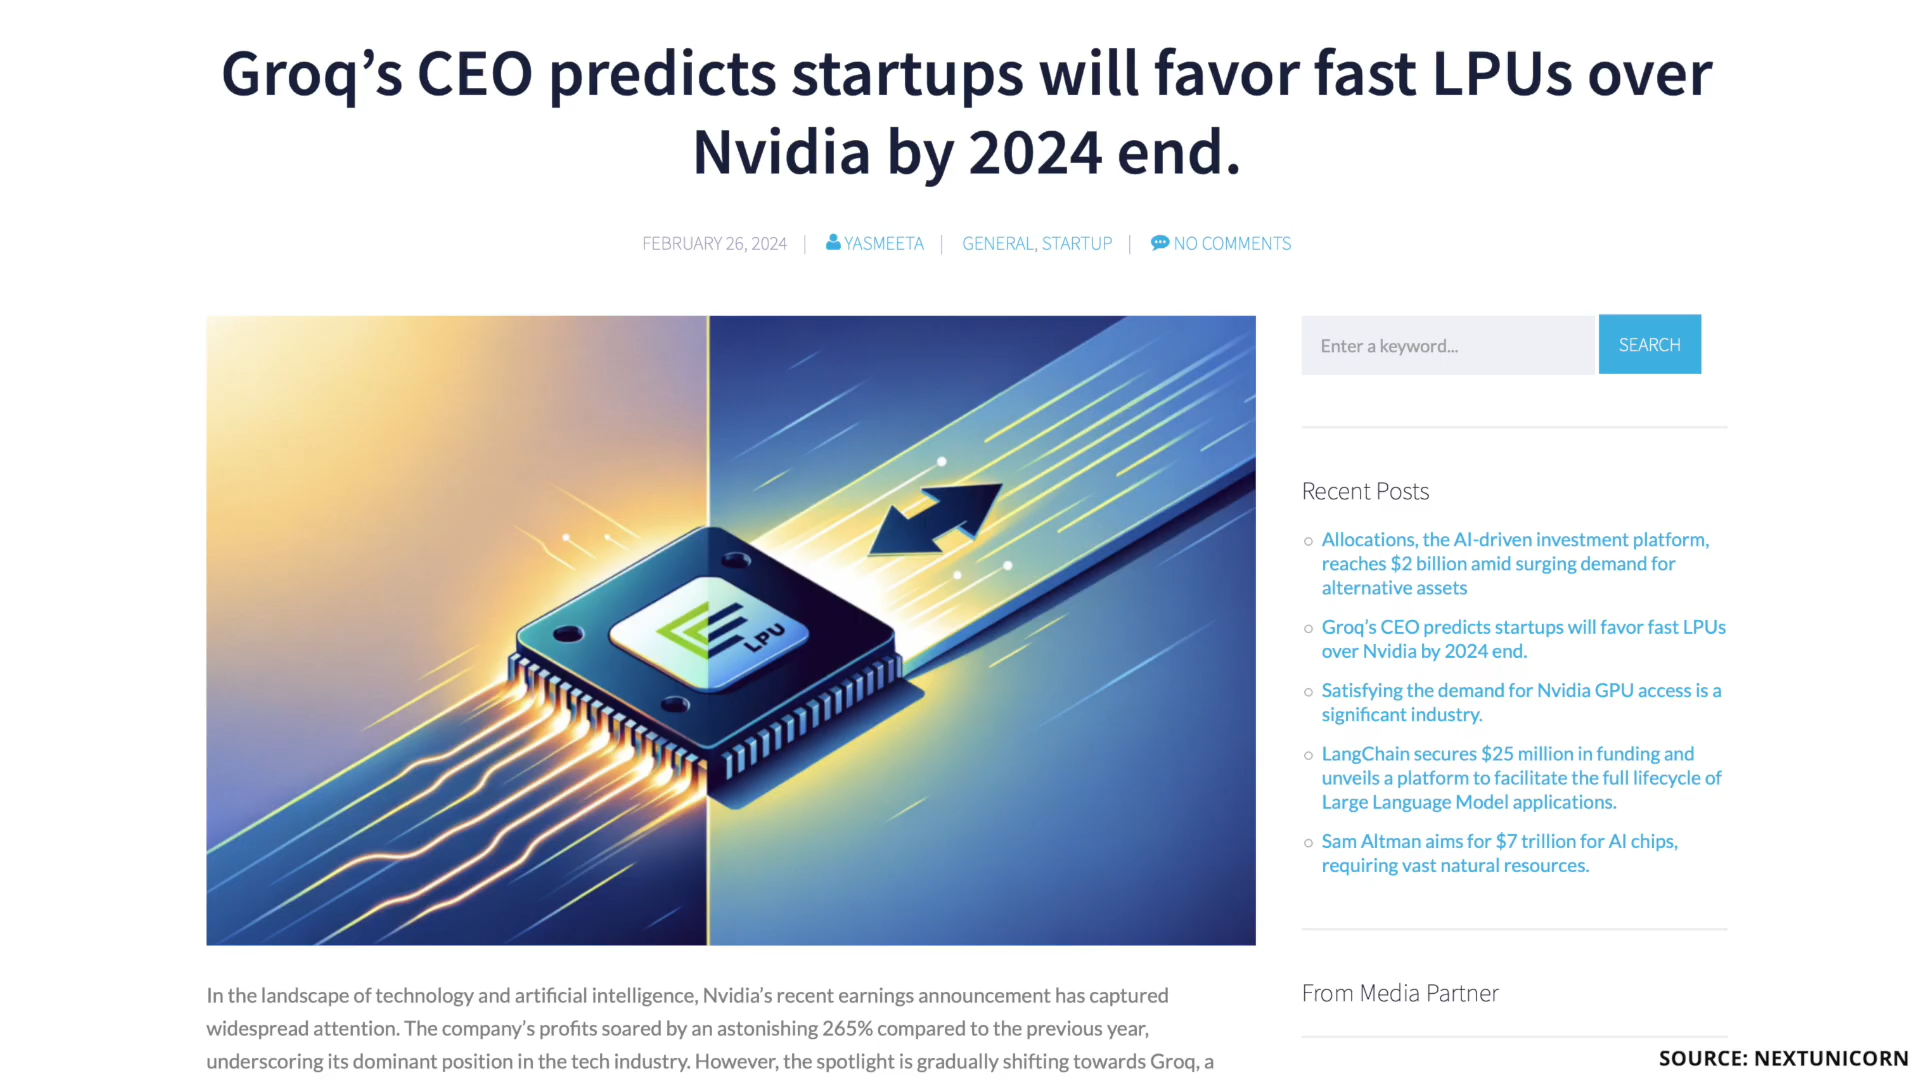 Groq’s CEO predicts startups will favor fast LPUs over
Nvidia by 2024 end.
FEBRUARY 26, 2024 | YASMEETA | GENERAL, STARTUP | NO COMMENTS
LPU
Enter a keyword...
SEARCH
Recent Posts
Allocations, the AI-driven investment platform,
reaches $2 billion amid surging demand for
alternative assets
Groq’s CEO predicts startups will favor fast LPUs
over Nvidia by 2024 end.
Satisfying the demand for Nvidia GPU access is a
significant industry.
LangChain secures $25 million in funding and
unveils a platform to facilitate the full lifecycle of
Large Language Model applications.
Sam Altman aims for $7 trillion for AI chips,
requiring vast natural resources.
From Media Partner
In the landscape of technology and artificial intelligence, Nvidia’s recent earnings announcement has captured
widespread attention. The company’s profits soared by an astonishing 265% compared to the previous year,
underscoring its dominant position in the tech industry. However, the spotlight is gradually shifting towards Groq, a
SOURCE: NEXTUNICORN